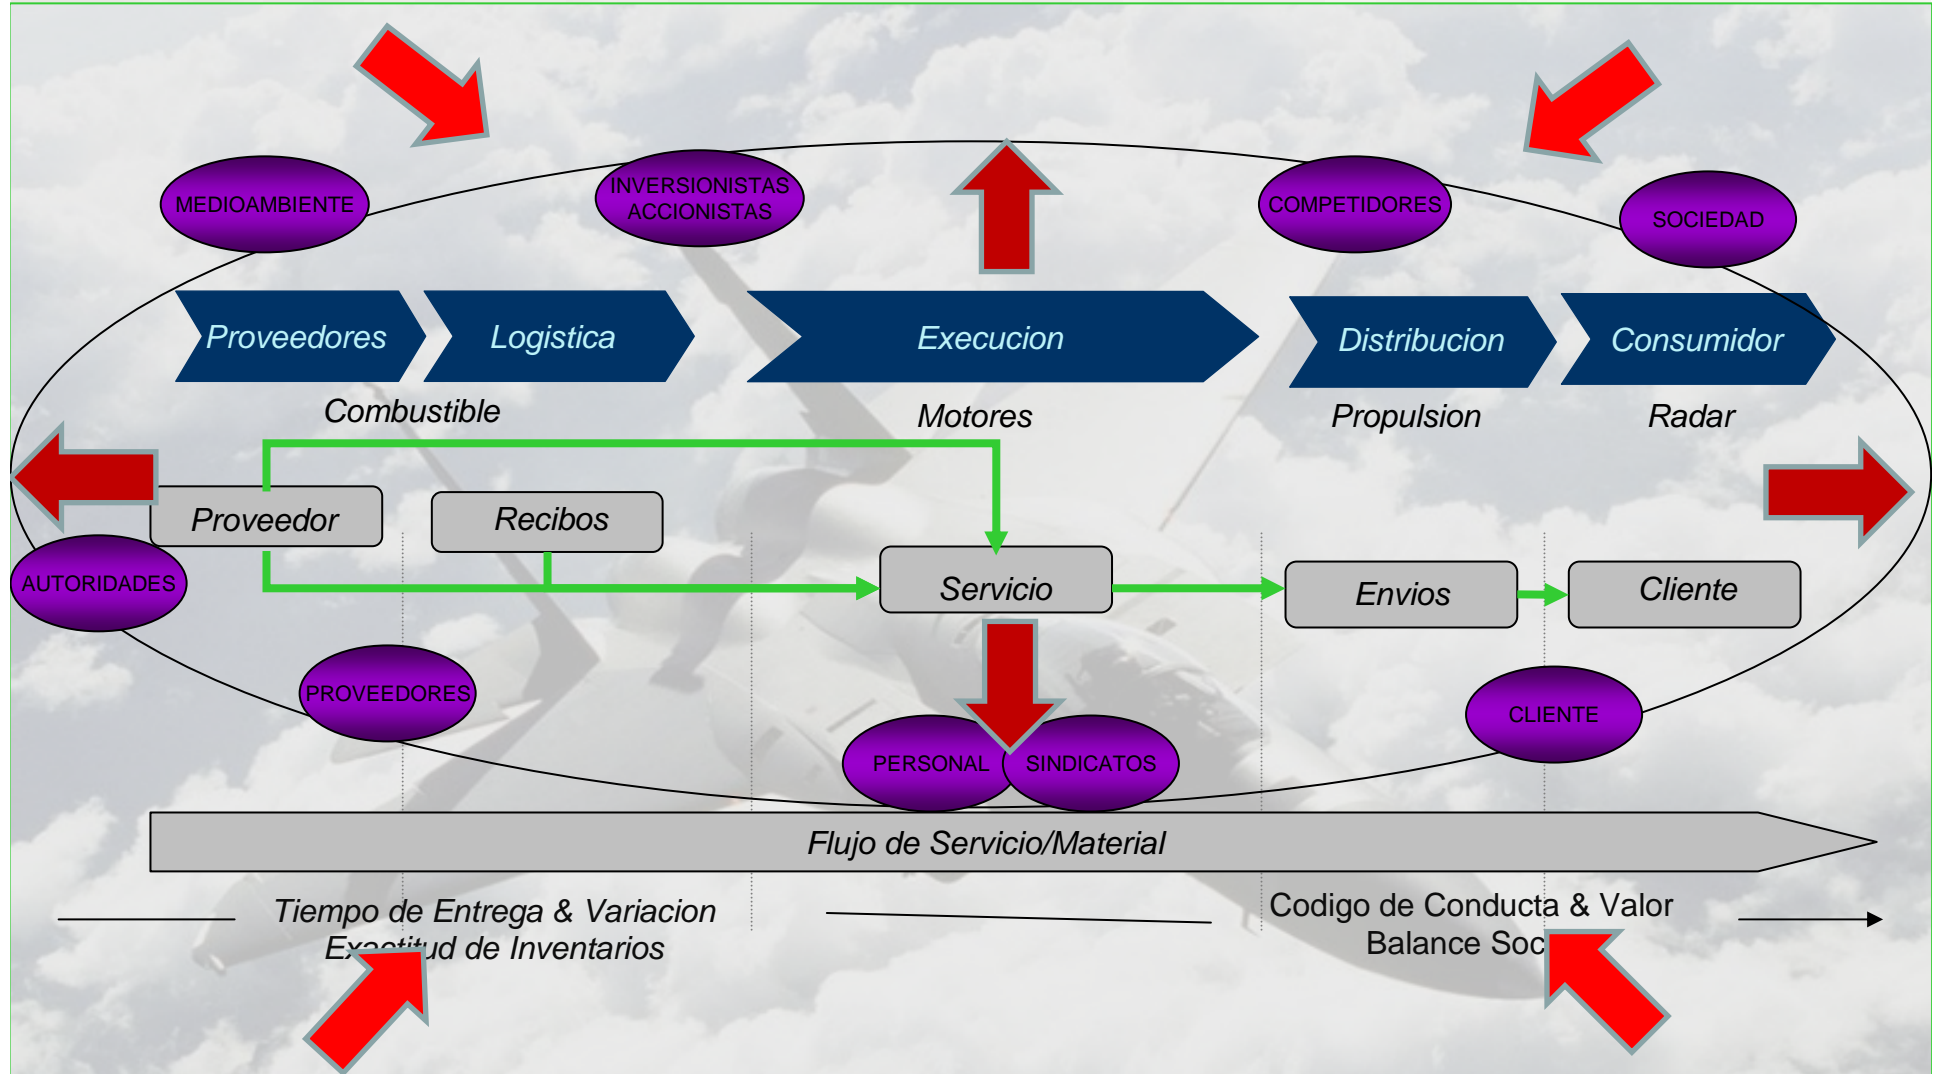 MEDIOAMBIENTE
INVERSIONISTAS
ACCIONISTAS
COMPETIDORES
SOCIEDAD
Proveedores
Logistica
Execucion
Distribucion
Consumidor
Combustible
Motores
Propulsion
Radar
Proveedor
Recibos
Servicio
Envios
Cliente
AUTORIDADES
PROVEEDORES
PERSONAL
SINDICATOS
CLIENTE
Flujo de Servicio/Material
Tiempo de Entrega & Variacion
Exactitud de Inventarios
Codigo de Conducta & Valor
Balance Soc